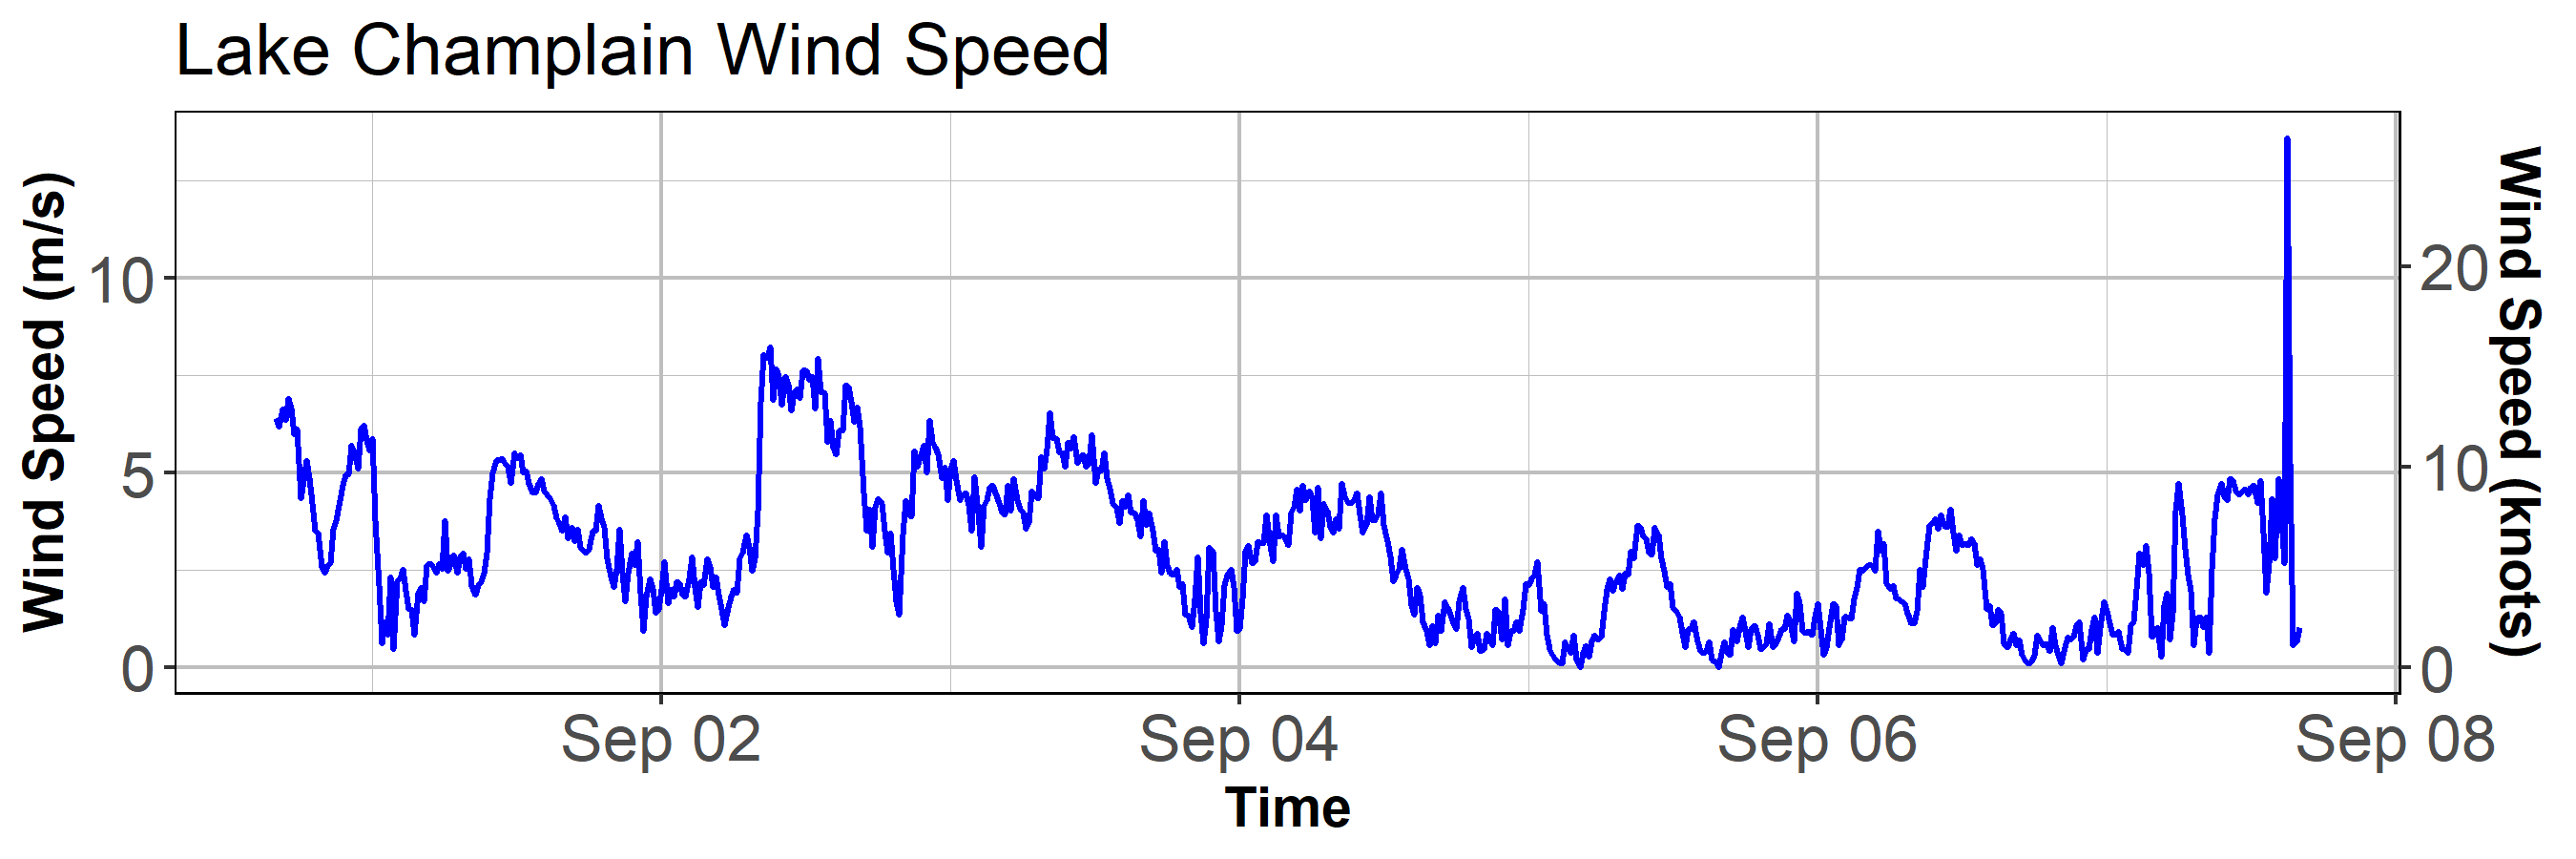 Lake Champlain Wind Speed
Wind Speed (m/s)
10
5
0
20
10
0
Wind Speed (knots)
Sep 02
Sep 04
Sep 06
Sep 08
Time